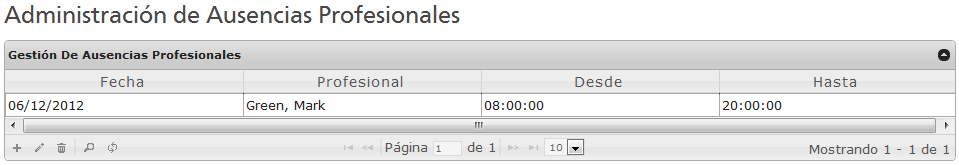 Administración de Ausencias Profesionales
Gestión De Ausencias Profesionales
Fecha Profesional Desde Hasta
06/12/2012 Green, Mark 08:00:00 20:00:00
Página 1 de 1 10 Mostrando 1 - 1 de 1